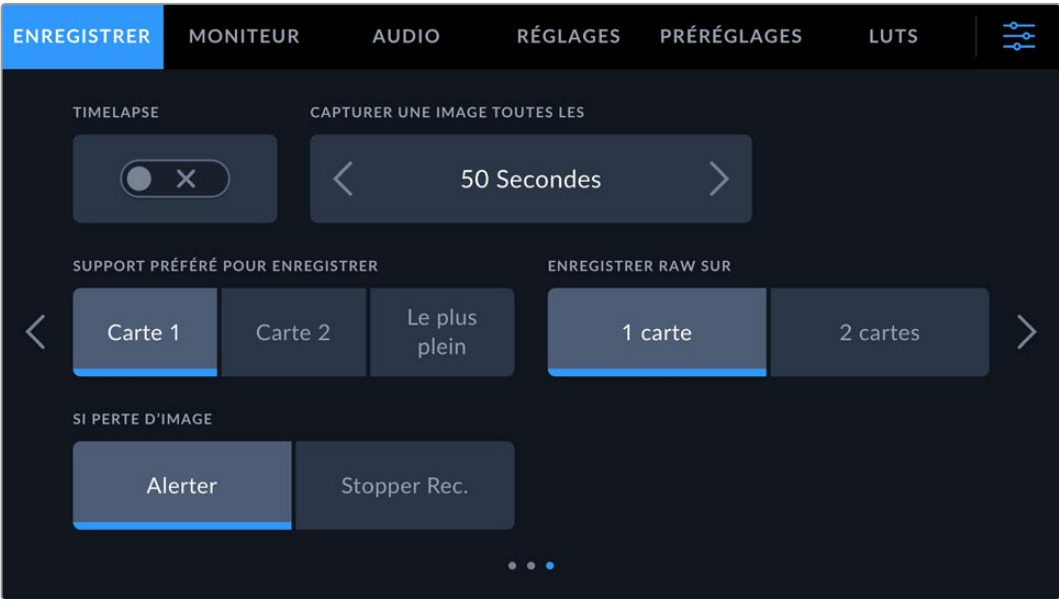 ENREGISTRER MONITEUR AUDIO RÉGLAGES PRÉRÉGLAGES LUTS
TIMELAPSE CAPTURER UNE IMAGE TOUTES LES
50 Secondes
SUPPORT PRÉFÉRÉ POUR ENREGISTRER ENREGISTRER RAW SUR
Carte 1 Carte 2 Le plus
plein 1 carte 2 cartes
SI PERTE D'IMAGE
Alerter Stopper Rec.